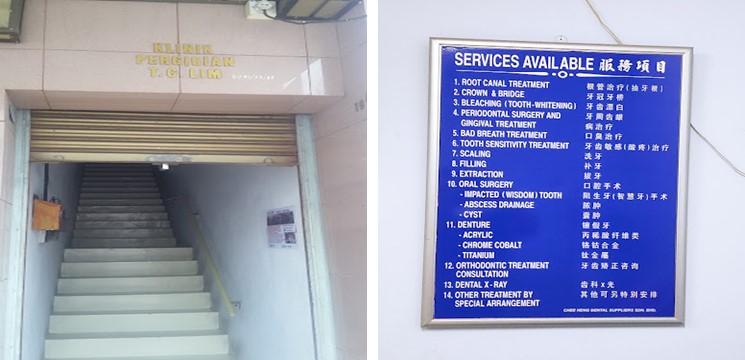 KLINIK
PERGIGIAN
T. C. LIM
SERVICES AVAILABLE 服務項目
1. ROOT CANAL TREATMENT 根管治疗 (抽牙根)
2. CROWN & BRIDGE 牙冠牙桥
3. BLEACHING (TOOTH-WHITENING) 牙齿漂白
4. PERIODONTAL SURGERY AND 牙周齿龈
GINGIVAL TREATMENT 病治疗
5. BAD BREATH TREATMENT 口臭治疗
6. TOOTH SENSITIVITY TREATMENT 牙齿敏感 (酸疼) 治疗
7. SCALING 洗牙
8. FILLING 补牙
9. EXTRACTION 拔牙
10. ORAL SURGERY 口腔手术
- IMPACTED (WISDOM) TOOTH 阻生牙 (智慧牙) 手术
- ABSCESS DRAINAGE 脓肿
- CYST 囊肿
11. DENTURE 镶假牙
- ACRYLIC 丙稀酸纤维类
- CHROME COBALT 铬钴合金
- TITANIUM 钛金属
12. ORTHODONTIC TREATMENT 牙齿矫正咨询
CONSULTATION
13. DENTAL X-RAY 齿科 x 光
14. OTHER TREATMENT BY 其他可另特别安排
SPECIAL ARRANGEMENT
CHEE HENG DENTAL SUPPLIERS SDN. BHD.